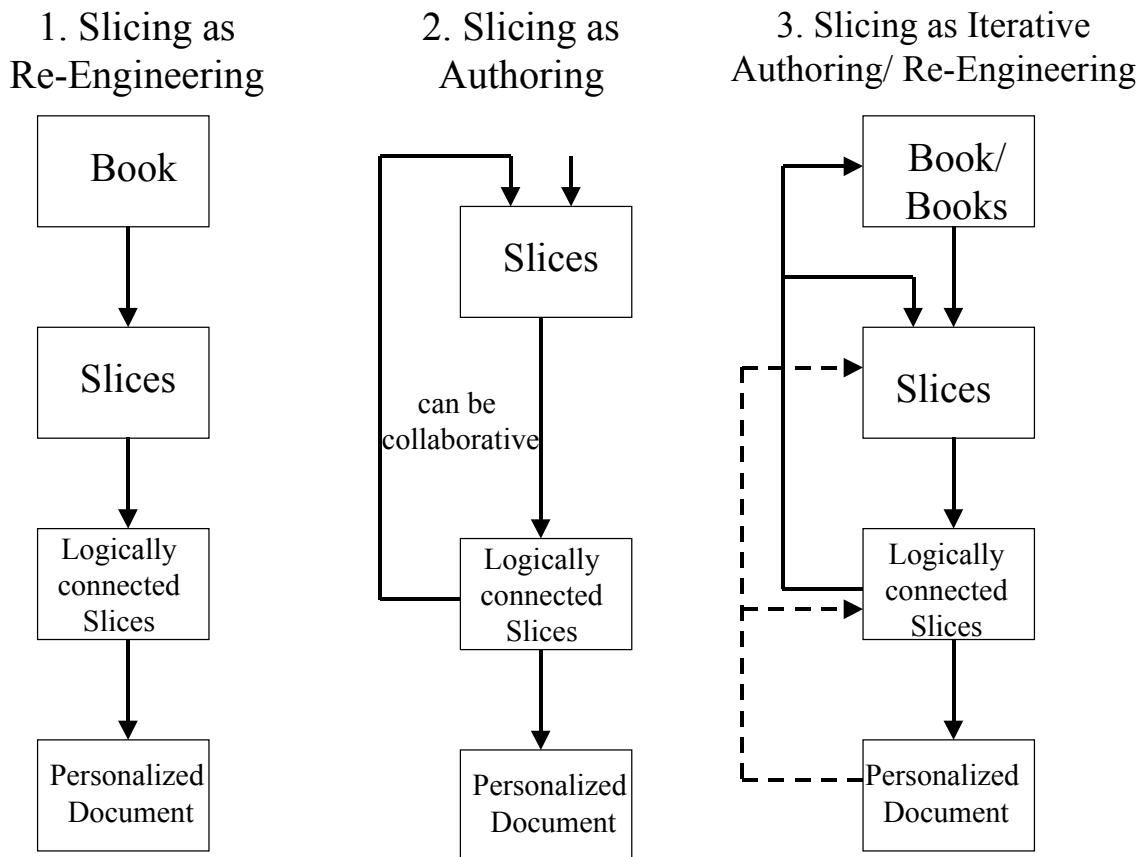 1. Slicing as
Re-Engineering
Book
Slices
Logically
connected
Slices
Personalized
Document
2. Slicing as
Authoring
Slices
can be
collaborative
Logically
connected
Slices
Personalized
Document
3. Slicing as Iterative
Authoring/ Re-Engineering
Book/
Books
Slices
Logically
connected
Slices
Personalized
Document